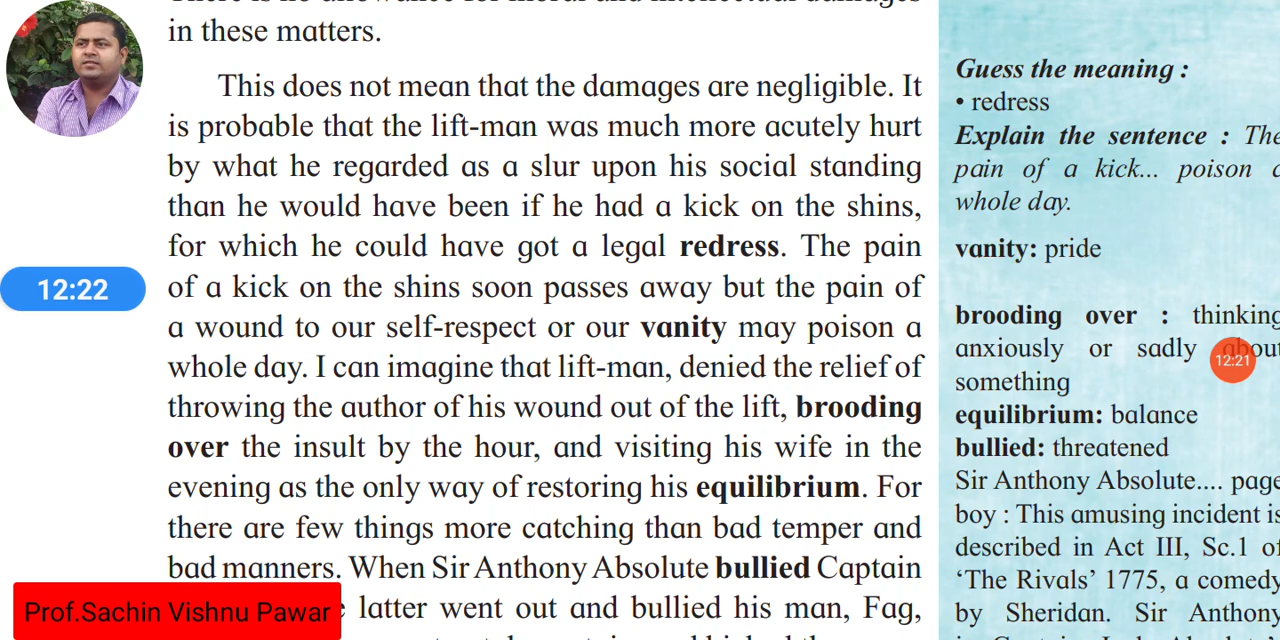 There is no allowance for moral and intellectual damages
in these matters.
This does not mean that the damages are negligible. It
is probable that the lift-man was much more acutely hurt
by what he regarded as a slur upon his social standing
than he would have been if he had a kick on the shins,
for which he could have got a legal redress. The pain
of a kick on the shins soon passes away but the pain of
a wound to our self-respect or our vanity may poison a
whole day. I can imagine that lift-man, denied the relief of
throwing the author of his wound out of the lift, brooding
over the insult by the hour, and visiting his wife in the
evening as the only way of restoring his equilibrium. For
there are few things more catching than bad temper and
bad manners. When Sir Anthony Absolute bullied Captain
latter went out and bullied his man, Fag,
12:22
Prof.Sachin Vishnu Pawar
Guess the meaning :
• redress
Explain the sentence : The
pain of a kick... poison a
whole day.
vanity: pride
brooding over : thinking
anxiously or sadly about
12:21
something
equilibrium: balance
bullied: threatened
Sir Anthony Absolute.... page
boy : This amusing incident is
described in Act III, Sc.1 of
‘The Rivals’ 1775, a comedy
by Sheridan. Sir Anthony